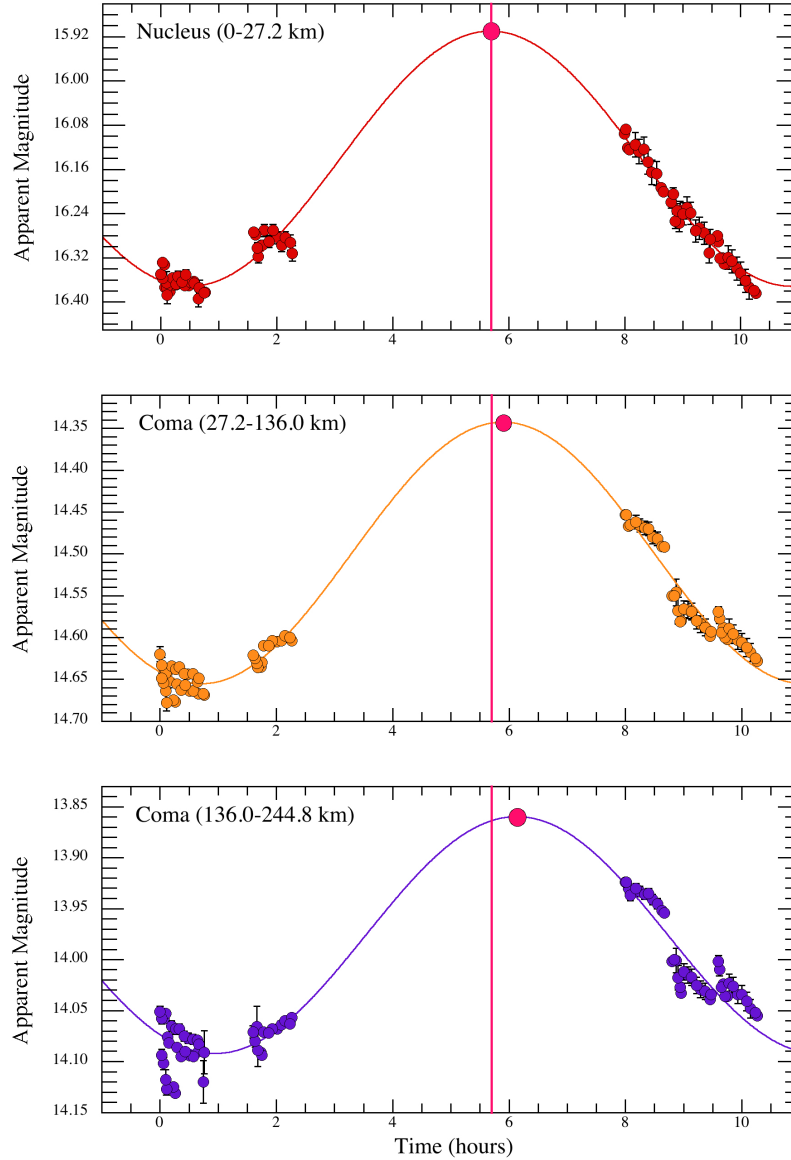 Nucleus (0-27.2 km)
Apparent Magnitude
15.92
16.00
16.08
16.16
16.24
16.32
16.40
0 2 4 6 8 10
Coma (27.2-136.0 km)
Apparent Magnitude
14.35
14.40
14.45
14.50
14.55
14.60
14.65
14.70
0 2 4 6 8 10
Coma (136.0-244.8 km)
Apparent Magnitude
13.85
13.90
13.95
14.00
14.05
14.10
14.15
0 2 4 6 8 10
Time (hours)